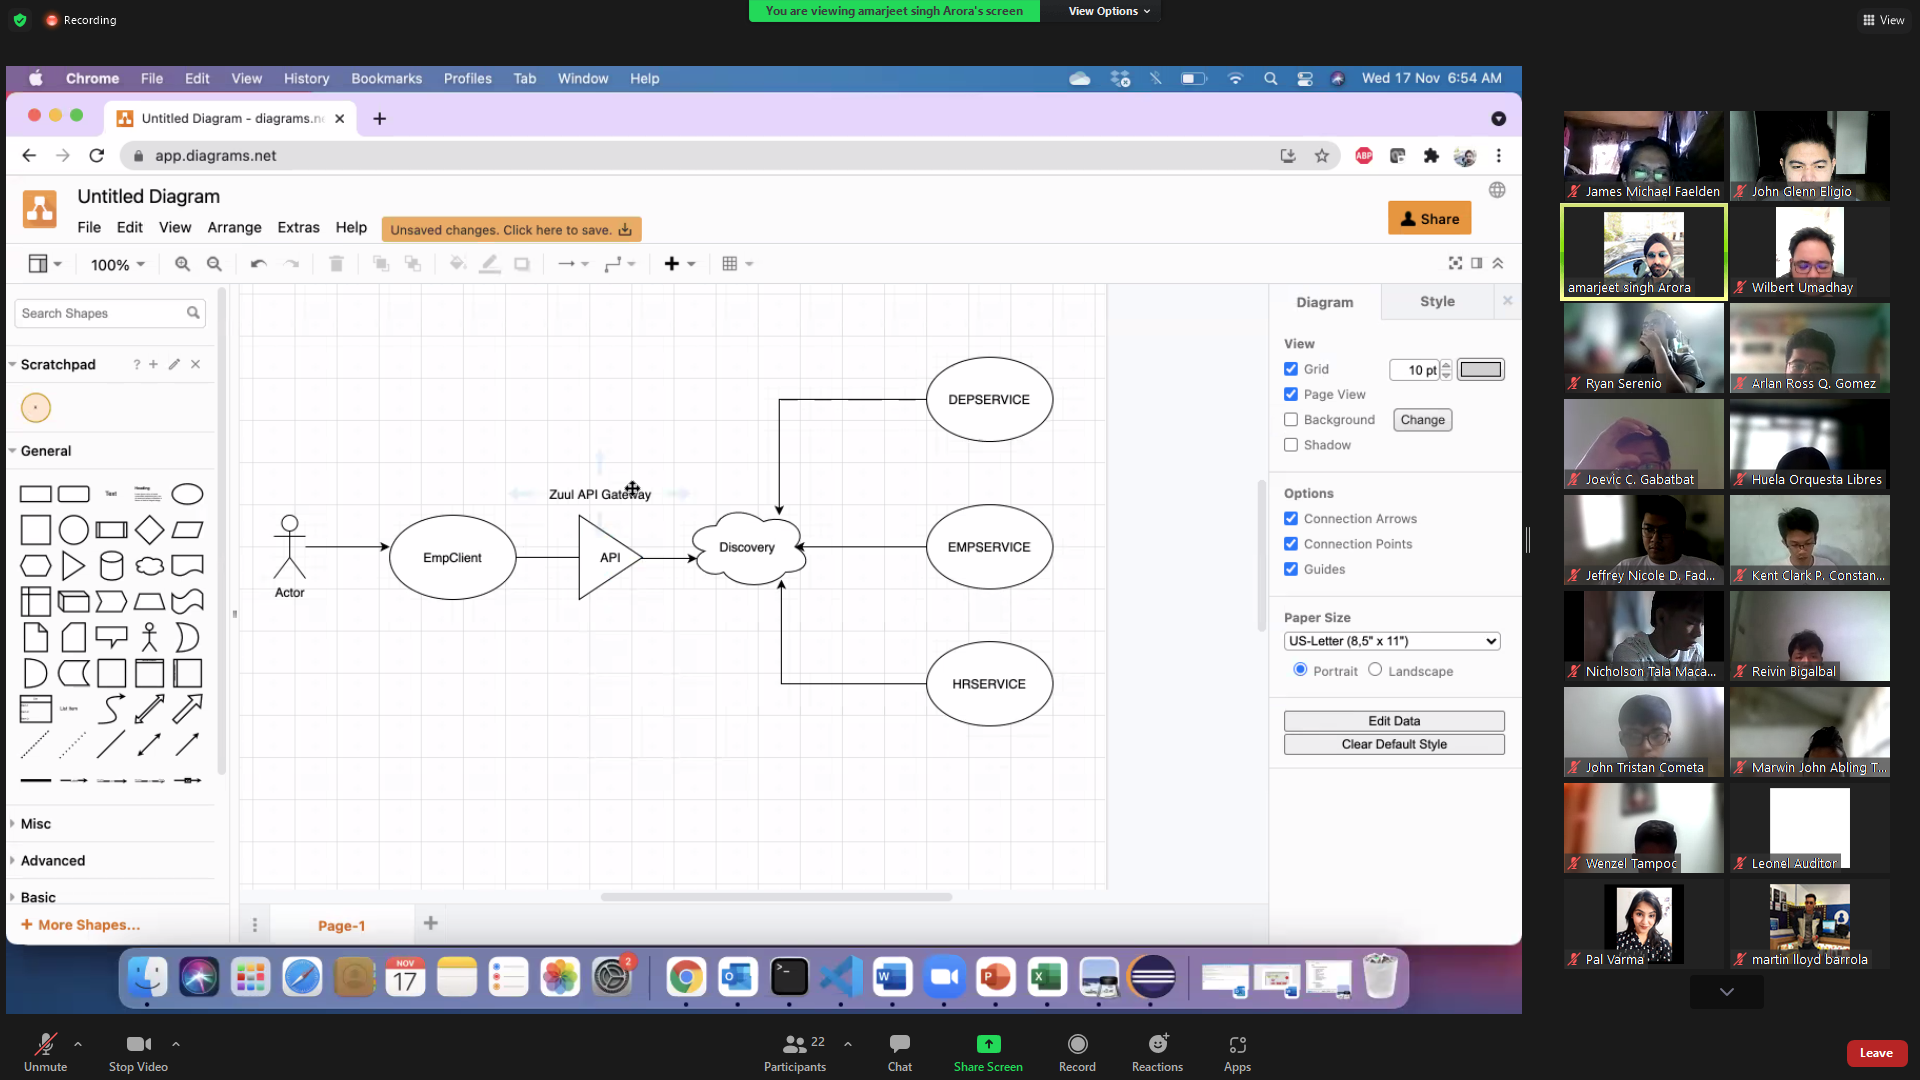 Recording
You are viewing amarjeet singh Arora's screen
View Options
View
Chrome File Edit View History Bookmarks Profiles Tab Window Help
Wed 17 Nov 6:54 AM
Untitled Diagram - diagrams.n
app.diagrams.net
ABP
Untitled Diagram
File Edit View Arrange Extras Help
Unsaved changes. Click here to save.
Share
100%
Search Shapes
Scratchpad
General
Text
Heading
List Item
Misc
Advanced
Basic
+ More Shapes...
Actor
EmpClient
Zuul API Gateway
API
Discovery
DEPSERVICE
EMPSERVICE
HRSERVICE
Page-1
Diagram
Style
View
Grid
10 pt
Page View
Background
Change
Shadow
Options
Connection Arrows
Connection Points
Guides
Paper Size
US-Letter (8,5" x 11")
Portrait
Landscape
Edit Data
Clear Default Style
NOV
17
2
James Michael Faelden
John Glenn Eligio
amarjeet singh Arora
Wilbert Umadhay
Ryan Serenio
Arlan Ross Q. Gomez
Joevic C. Gabatbat
Huela Orquesta Libres
Jeffrey Nicole D. Fad...
Kent Clark P. Constan...
Nicholson Tala Maca...
Reivin Bigalbal
John Tristan Cometa
Marwin John Abling T...
Wenzel Tampoc
Leonel Auditor
Pal Varma
martin lloyd barrola
Unmute
Stop Video
Participants
22
Chat
Share Screen
Record
Reactions
Apps
Leave